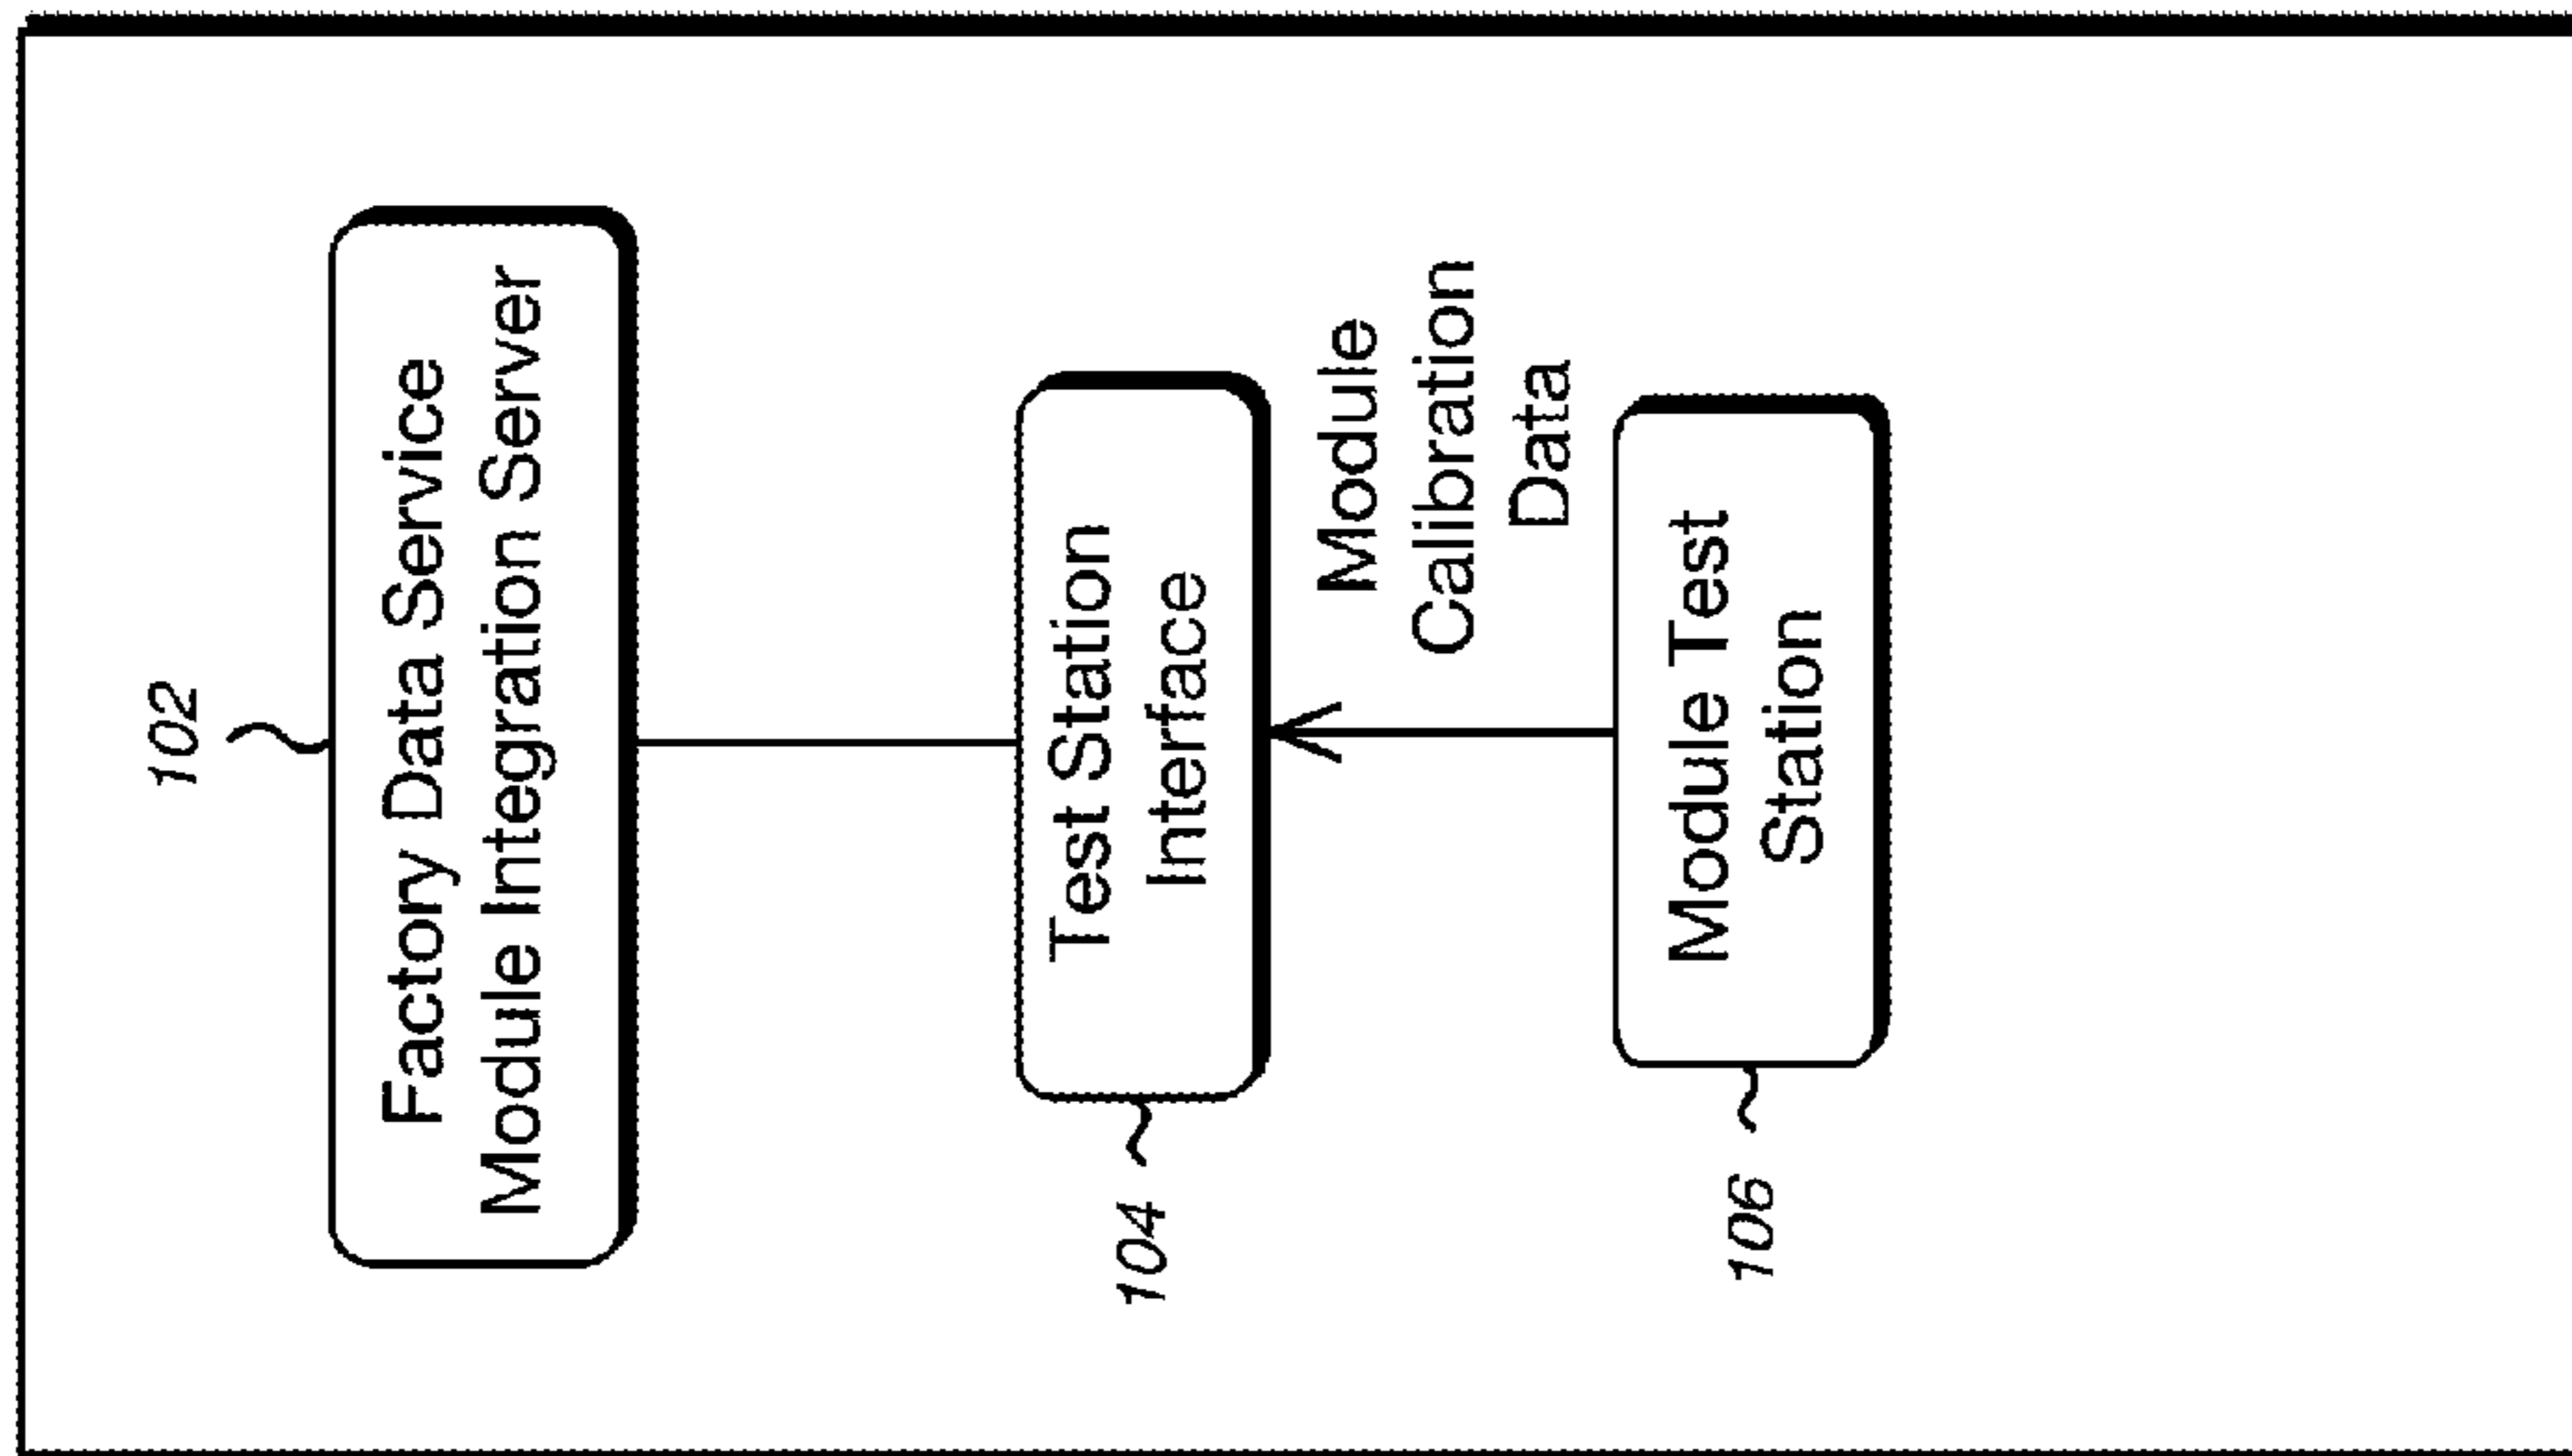 102
Factory Data Service
Module Integration Server
104
Test Station
Interface
Module
Calibration
Data
106
Module Test
Station